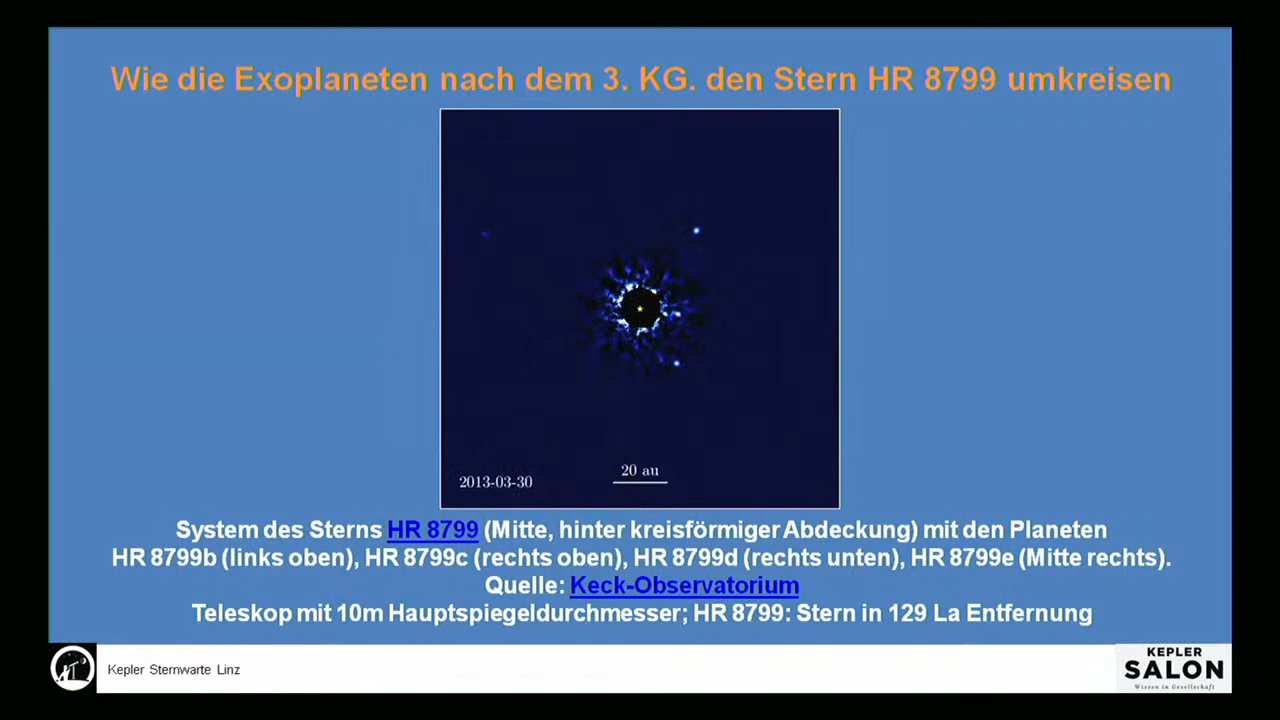 Wie die Exoplaneten nach dem 3. KG. den Stern HR 8799 umkreisen
20 au
2013-03-30
System des Sterns HR 8799 (Mitte, hinter kreisförmiger Abdeckung) mit den Planeten
HR 8799b (links oben), HR 8799c (rechts oben), HR 8799d (rechts unten), HR 8799e (Mitte rechts).
Quelle: Keck-Observatorium
Teleskop mit 10m Hauptspiegeldurchmesser; HR 8799: Stern in 129 La Entfernung
Kepler Sternwarte Linz
KEPLER
SALON
Wissen in Gesellschaft